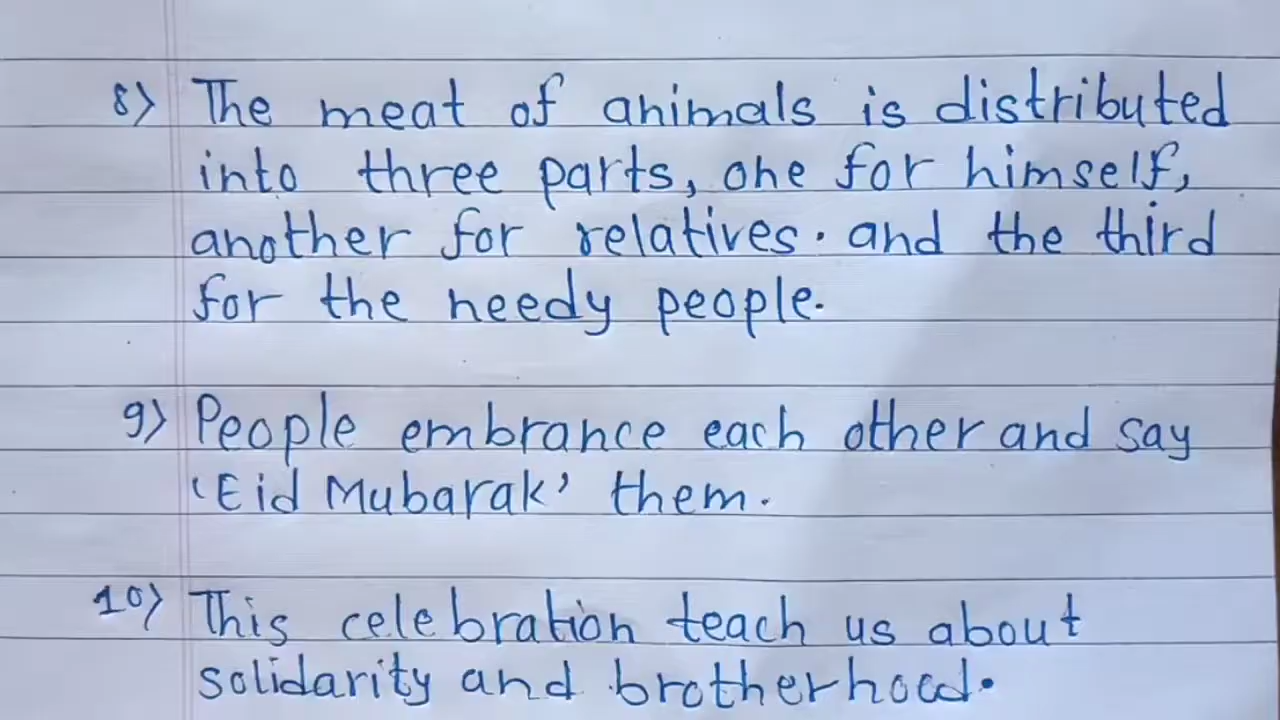 8) The meat of animals is distributed
into three parts, one for himself,
another for relatives. and the third
for the needy people.
9) People embrance each other and say
'Eid Mubarak' them.
10) This celebration teach us about
solidarity and brotherhood.